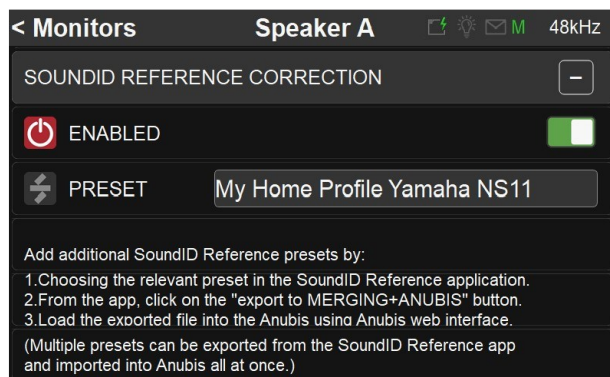 < Monitors Speaker A M 48kHz
SOUNDID REFERENCE CORRECTION −
ENABLED
PRESET My Home Profile Yamaha NS11
Add additional SoundID Reference presets by:
1.Choosing the relevant preset in the SoundID Reference application.
2.From the app, click on the "export to MERGING+ANUBIS" button.
3.Load the exported file into the Anubis using Anubis web interface.
(Multiple presets can be exported from the SoundID Reference app
and imported into Anubis all at once.)